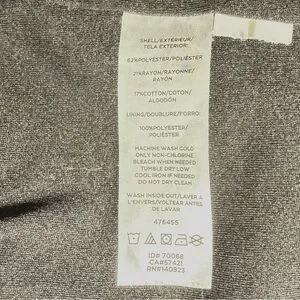 SHELL/EXTERIEUR/
TELA EXTERIOR:
62%POLYESTER/POLIÉSTER
21%RAYON/RAYONNE/
RAYÓN
17%COTTON/COTON/
ALGODÓN
LINING/DOUBLURE/FORRO:
100%POLYESTER/
POLIÉSTER
MACHINE WASH COLD
ONLY NON-CHLORINE
BLEACH WHEN NEEDED
TUMBLE DRY LOW
COOL IRON IF NEEDED
DO NOT DRY CLEAN
WASH INSIDE OUT/LAVER À
L'ENVERS/VOLTEAR ANTES
DE LAVAR
476455
ID# 70068
CA#57421
RN#140923